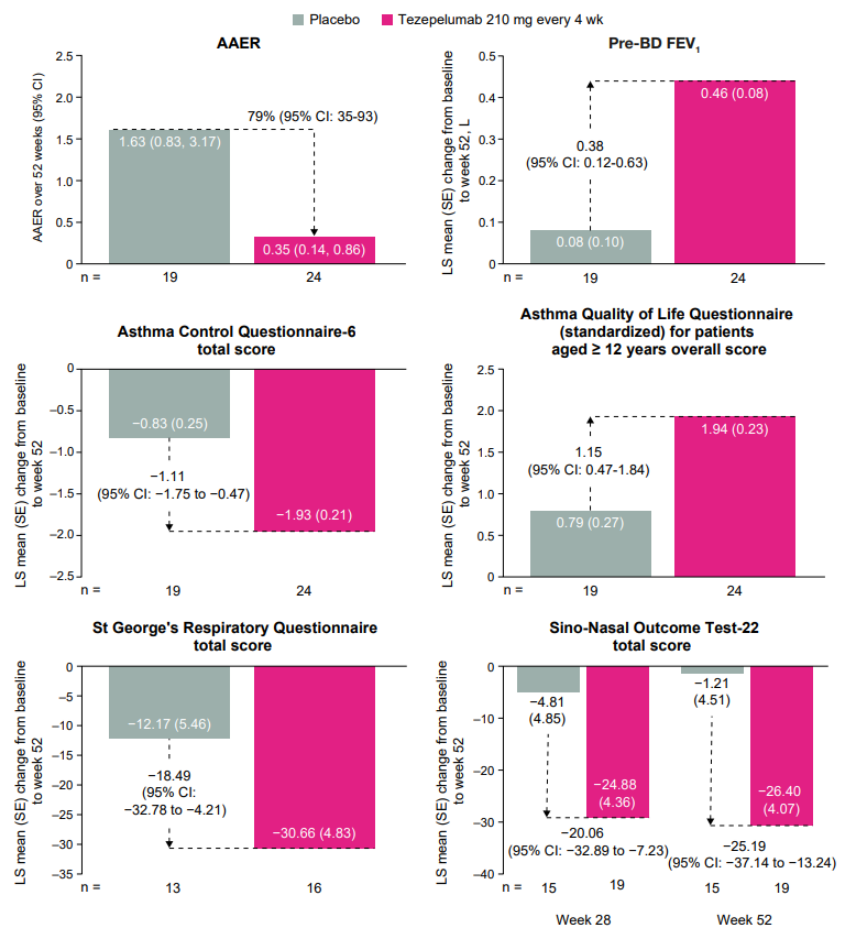 Placebo Tezepelumab 210 mg every 4 wk
AAER
AAER over 52 weeks (95% CI)
2.5
2.0
1.5
1.0
0.5
0
79% (95% CI: 35-93)
1.63 (0.83, 3.17)
0.35 (0.14, 0.86)
n = 19 24
Pre-BD FEV1
LS mean (SE) change from baseline
to week 52, L
0.5
0.4
0.3
0.2
0.1
0
0.46 (0.08)
0.38
(95% CI: 0.12-0.63)
0.08 (0.10)
n = 19 24
Asthma Control Questionnaire-6
total score
LS mean (SE) change from baseline
to week 52
0
−0.5
−1.0
−1.5
−2.0
−2.5
−0.83 (0.25)
−1.11
(95% CI: −1.75 to −0.47)
−1.93 (0.21)
n = 19 24
Asthma Quality of Life Questionnaire
(standardized) for patients
aged ≥ 12 years overall score
LS mean (SE) change from baseline
to week 52
2.5
2.0
1.5
1.0
0.5
0
1.94 (0.23)
1.15
(95% CI: 0.47-1.84)
0.79 (0.27)
n = 19 24
St George's Respiratory Questionnaire
total score
LS mean (SE) change from baseline
to week 52
0
−5
−10
−15
−20
−25
−30
−35
−12.17 (5.46)
−18.49
(95% CI:
−32.78 to −4.21)
−30.66 (4.83)
n = 13 16
Sino-Nasal Outcome Test-22
total score
LS mean (SE) change from baseline
to week 52
0
−10
−20
−30
−40
−4.81
(4.85)
−24.88
(4.36)
−20.06
(95% CI: −32.89 to −7.23)
−1.21
(4.51)
−26.40
(4.07)
−25.19
(95% CI: −37.14 to −13.24)
n = 15 19 15 19
Week 28 Week 52